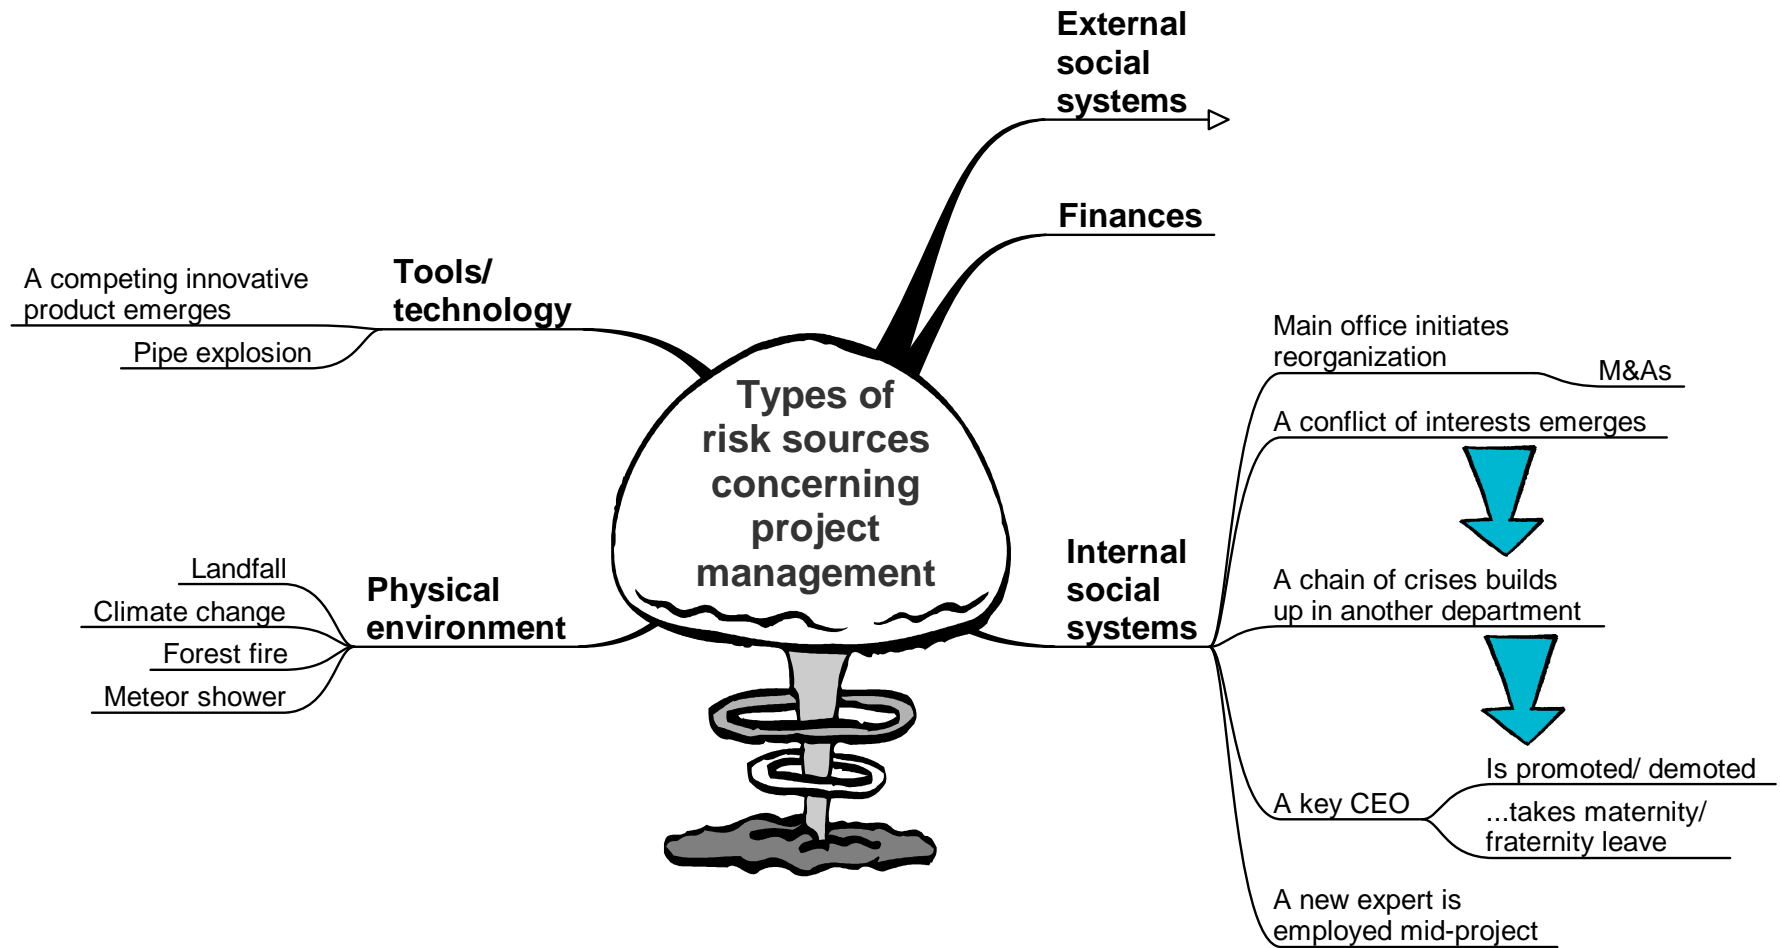 External
social
systems
Finances
Tools/
technology
A competing innovative
product emerges
Pipe explosion
Types of
risk sources
concerning
project
management
Main office initiates
reorganization
M&As
A conflict of interests emerges
Internal
social
systems
A chain of crises builds
up in another department
Is promoted/ demoted
A key CEO
...takes maternity/
fraternity leave
A new expert is
employed mid-project
Physical
environment
Landfall
Climate change
Forest fire
Meteor shower